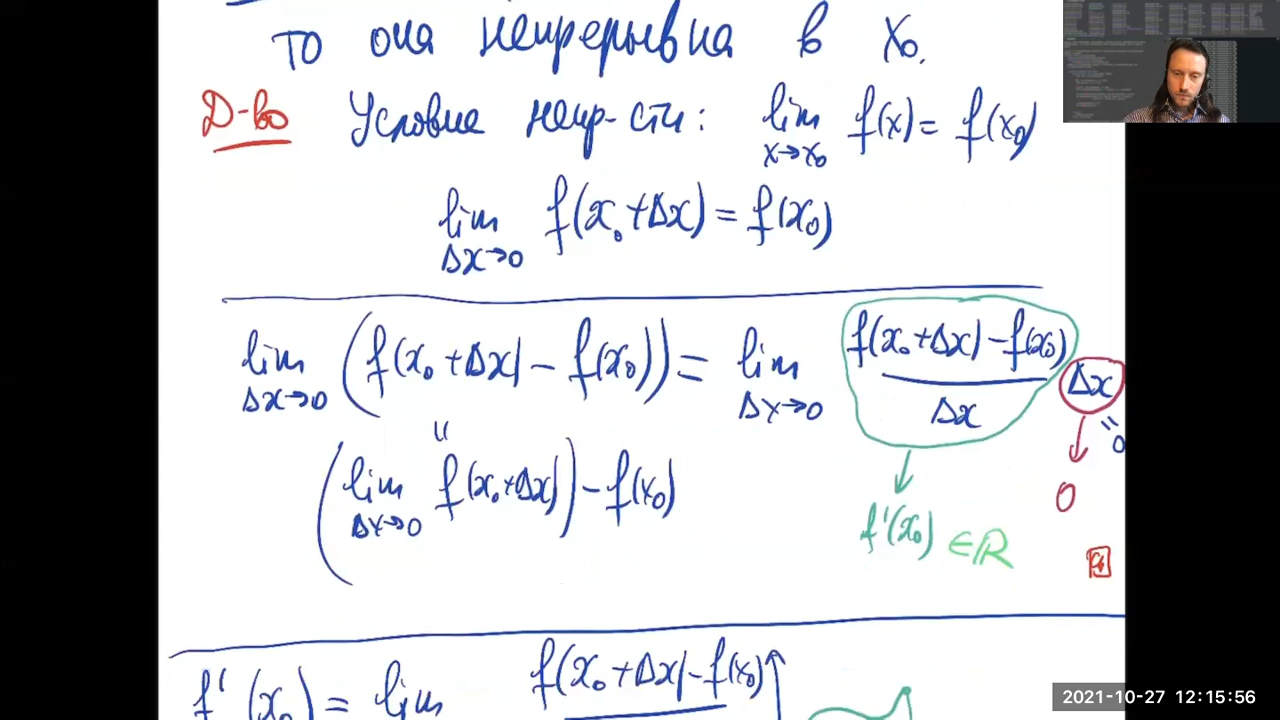 то она непрерывна в x₀.
Д-во Условие непр-сти: lim x→x₀ f(x) = f(x₀)
lim Δx→0 f(x₀+Δx) = f(x₀)
lim Δx→0 (f(x₀+Δx) - f(x₀)) = lim Δx→0 (f(x₀+Δx) - f(x₀))/Δx Δx
" = 0
(lim Δx→0 f(x₀+Δx)) - f(x₀)
0
f'(x₀) ∈ ℝ
f'(x₀) = lim f(x₀+Δx) - f(x₀)
2021-10-27 12:15:56